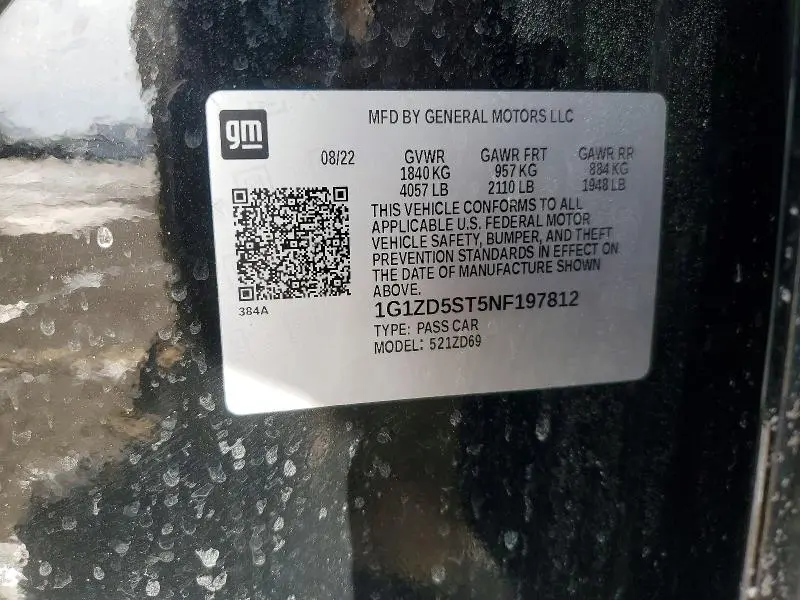 gm
MFD BY GENERAL MOTORS LLC
08/22 GVWR GAWR FRT GAWR RR
1840 KG 957 KG 884 KG
4057 LB 2110 LB 1948 LB
THIS VEHICLE CONFORMS TO ALL
APPLICABLE U.S. FEDERAL MOTOR
VEHICLE SAFETY, BUMPER, AND THEFT
PREVENTION STANDARDS IN EFFECT ON
THE DATE OF MANUFACTURE SHOWN
ABOVE.
384A
1G1ZD5ST5NF197812
TYPE: PASS CAR
MODEL: 521ZD69